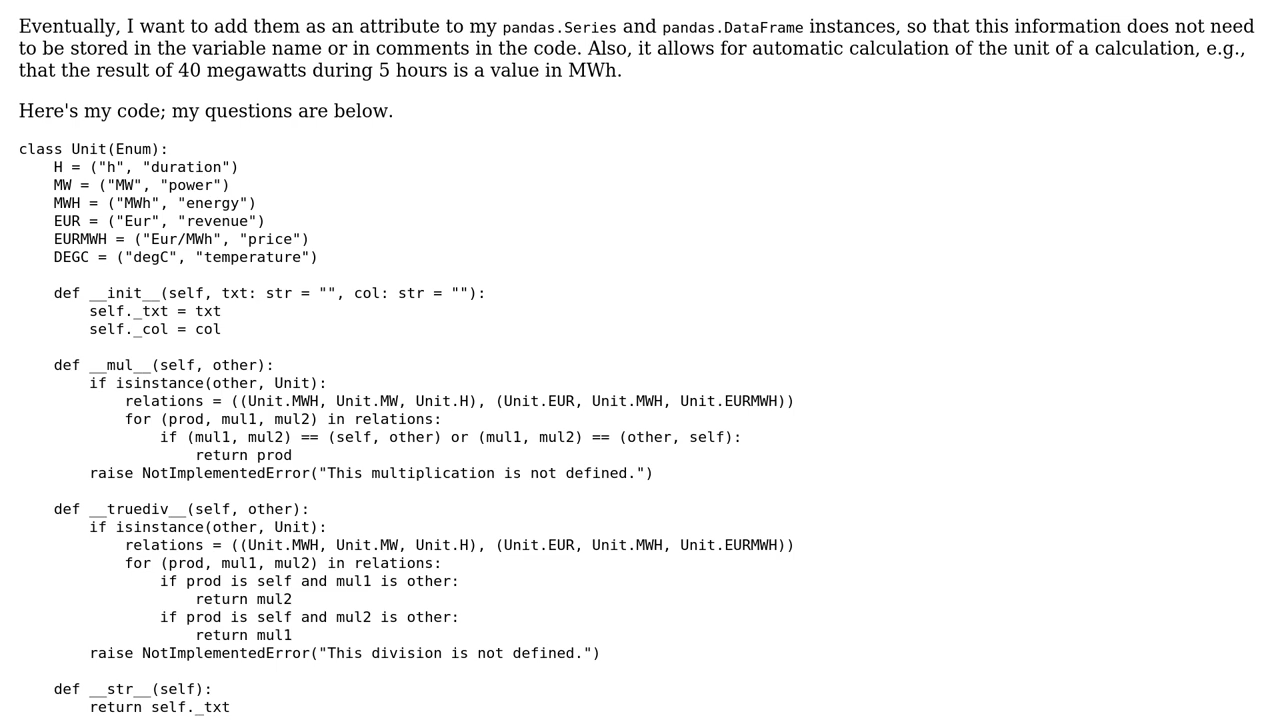 Eventually, I want to add them as an attribute to my pandas.Series and pandas.DataFrame instances, so that this information does not need
to be stored in the variable name or in comments in the code. Also, it allows for automatic calculation of the unit of a calculation, e.g.,
that the result of 40 megawatts during 5 hours is a value in MWh.
Here's my code; my questions are below.
class Unit(Enum):
    H = ("h", "duration")
    MW = ("MW", "power")
    MWH = ("MWh", "energy")
    EUR = ("Eur", "revenue")
    EURMWH = ("Eur/MWh", "price")
    DEGC = ("degC", "temperature")

    def __init__(self, txt: str = "", col: str = ""):
        self._txt = txt
        self._col = col

    def __mul__(self, other):
        if isinstance(other, Unit):
            relations = ((Unit.MWH, Unit.MW, Unit.H), (Unit.EUR, Unit.MWH, Unit.EURMWH))
            for (prod, mul1, mul2) in relations:
                if (mul1, mul2) == (self, other) or (mul1, mul2) == (other, self):
                    return prod
        raise NotImplementedError("This multiplication is not defined.")

    def __truediv__(self, other):
        if isinstance(other, Unit):
            relations = ((Unit.MWH, Unit.MW, Unit.H), (Unit.EUR, Unit.MWH, Unit.EURMWH))
            for (prod, mul1, mul2) in relations:
                if prod is self and mul1 is other:
                    return mul2
                if prod is self and mul2 is other:
                    return mul1
        raise NotImplementedError("This division is not defined.")

    def __str__(self):
        return self._txt